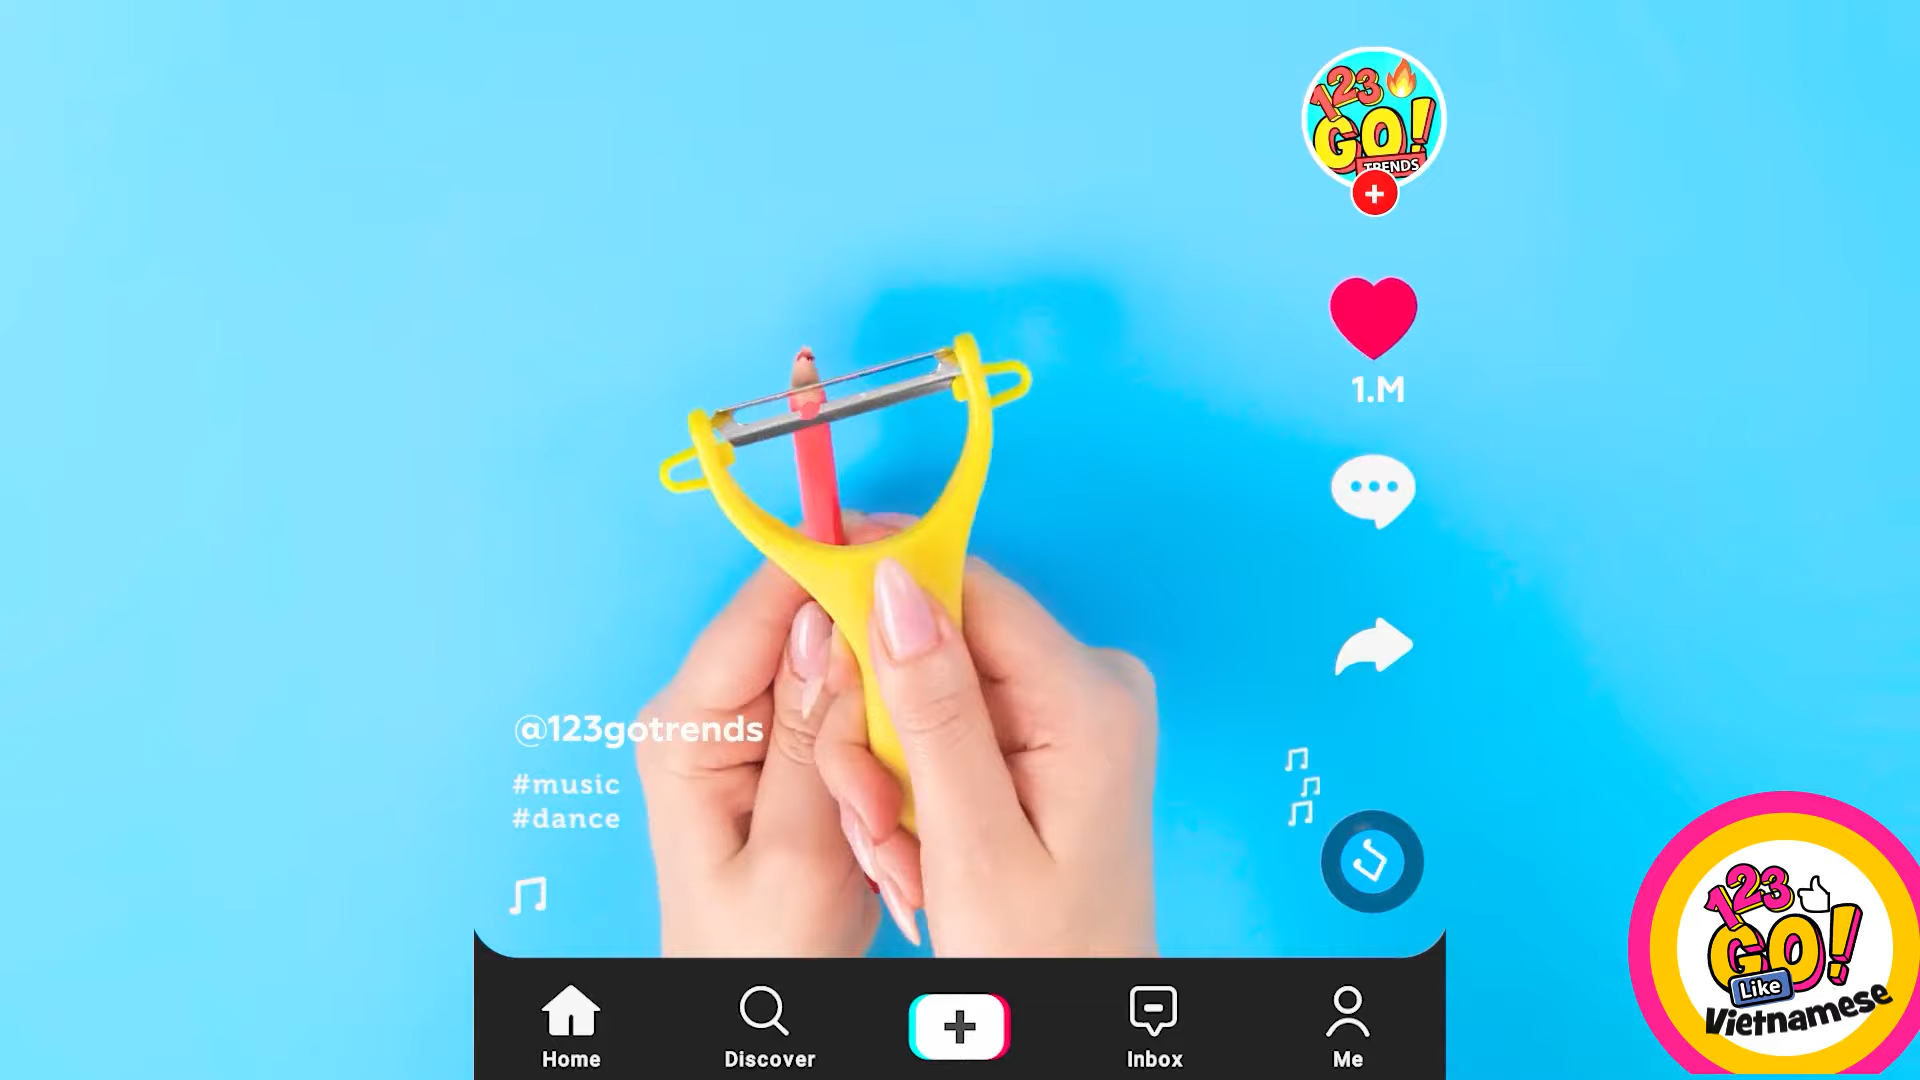 123
GO!
TRENDS
1.M
@123gotrends
#music
#dance
123
GO!
Like
Vietnamese
Home
Discover
Inbox
Me